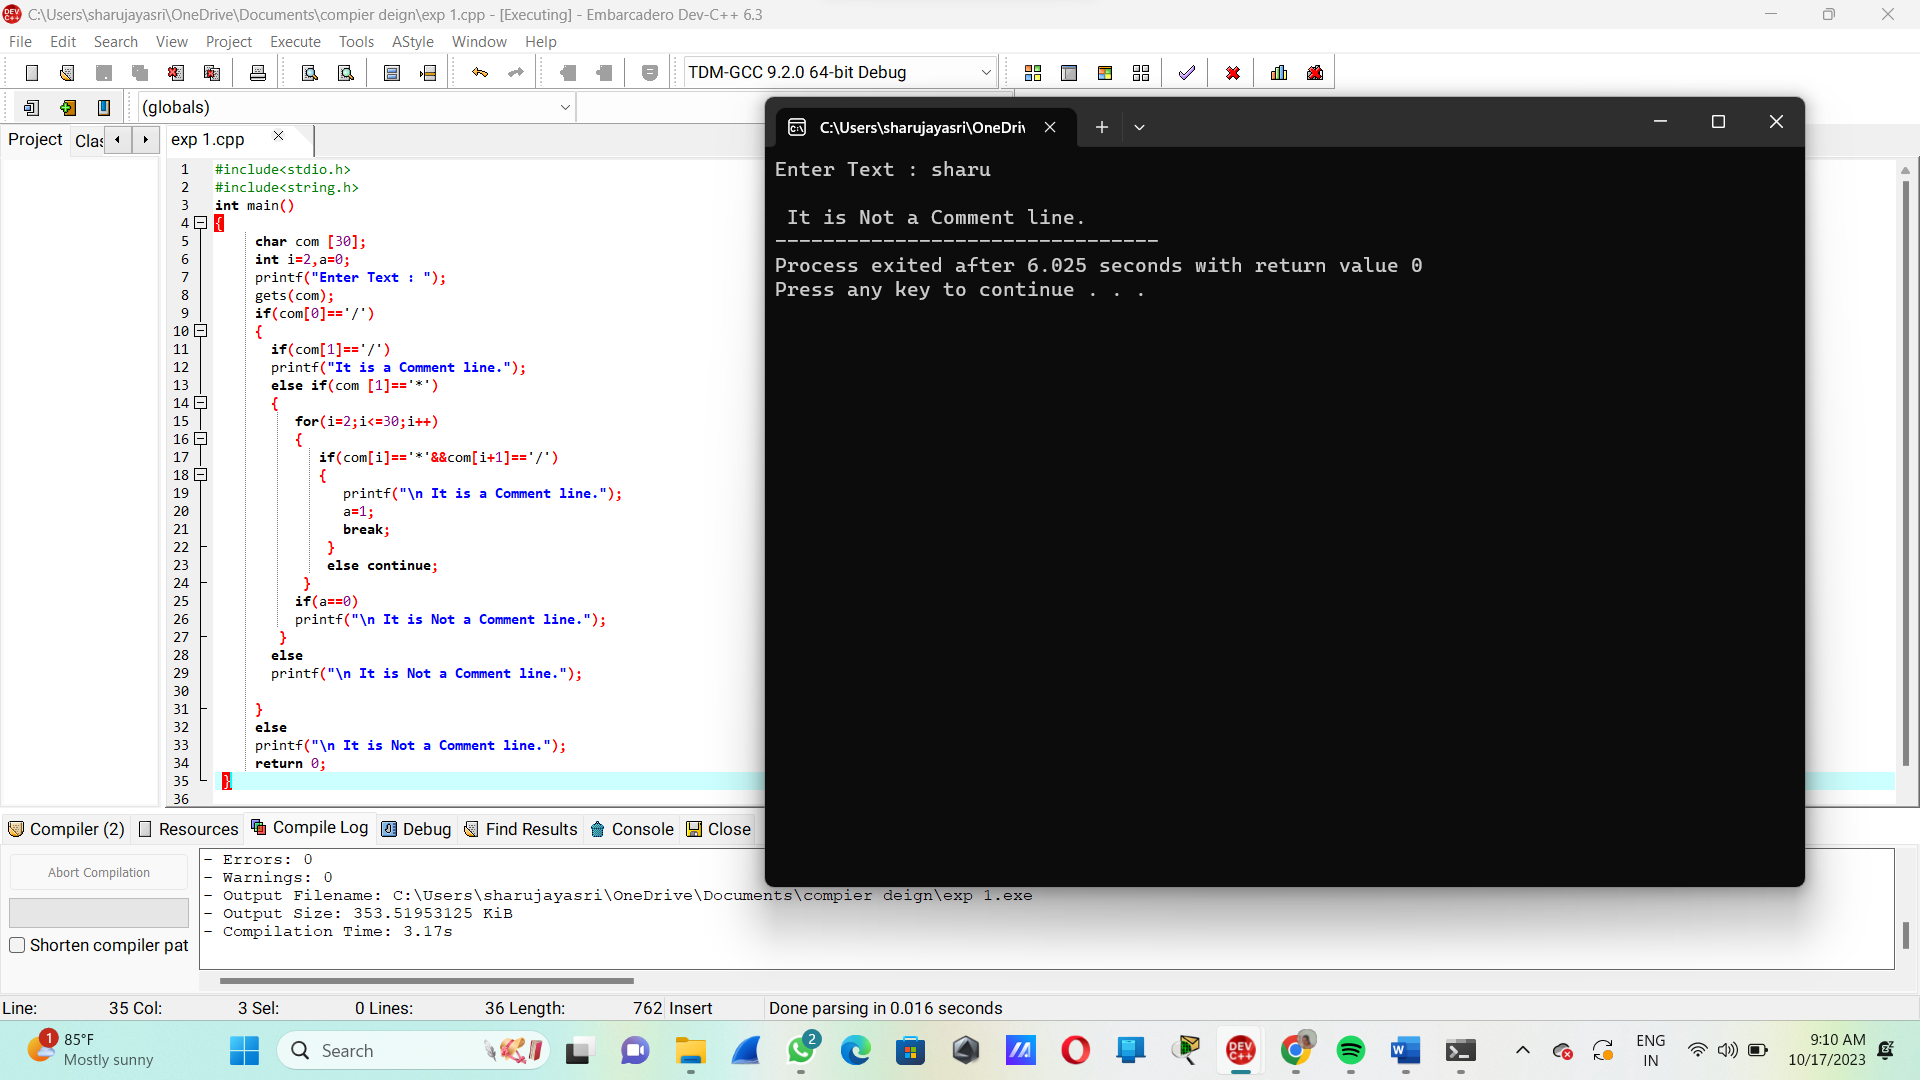 C:\Users\sharujayasri\OneDrive\Documents\compier deign\exp 1.cpp - [Executing] - Embarcadero Dev-C++ 6.3
File Edit Search View Project Execute Tools AStyle Window Help
TDM-GCC 9.2.0 64-bit Debug
(globals)
Project Clas exp 1.cpp
1 #include<stdio.h>
2 #include<string.h>
3 int main()
4 {
5 char com [30];
6 int i=2,a=0;
7 printf("Enter Text : ");
8 gets(com);
9 if(com[0]=='/')
10 {
11 if(com[1]=='/')
12 printf("It is a Comment line.");
13 else if(com [1]=='*')
14 {
15 for(i=2;i<=30;i++)
16 {
17 if(com[i]=='*'&&com[i+1]=='/')
18 {
19 printf("\n It is a Comment line.");
20 a=1;
21 break;
22 }
23 else continue;
24 }
25 if(a==0)
26 printf("\n It is Not a Comment line.");
27 }
28 else
29 printf("\n It is Not a Comment line.");
30
31 }
32 else
33 printf("\n It is Not a Comment line.");
34 return 0;
35 }
36
C:\Users\sharujayasri\OneDriv
Enter Text : sharu
It is Not a Comment line.
--------------------------------
Process exited after 6.025 seconds with return value 0
Press any key to continue . . .
Compiler (2) Resources Compile Log Debug Find Results Console Close
Abort Compilation
Shorten compiler pat
- Errors: 0
- Warnings: 0
- Output Filename: C:\Users\sharujayasri\OneDrive\Documents\compier deign\exp 1.exe
- Output Size: 353.51953125 KiB
- Compilation Time: 3.17s
Line: 35 Col: 3 Sel: 0 Lines: 36 Length: 762 Insert Done parsing in 0.016 seconds
1
85°F
Mostly sunny
Search
2
DEV C++
W
ENG
IN
9:10 AM
10/17/2023